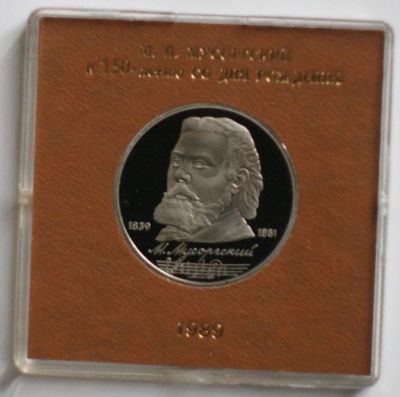 М. П. МУСОРГСКИЙ
К 150-летию СО ДНЯ РОЖДЕНИЯ
1839
1881
М. Мусоргский
1989